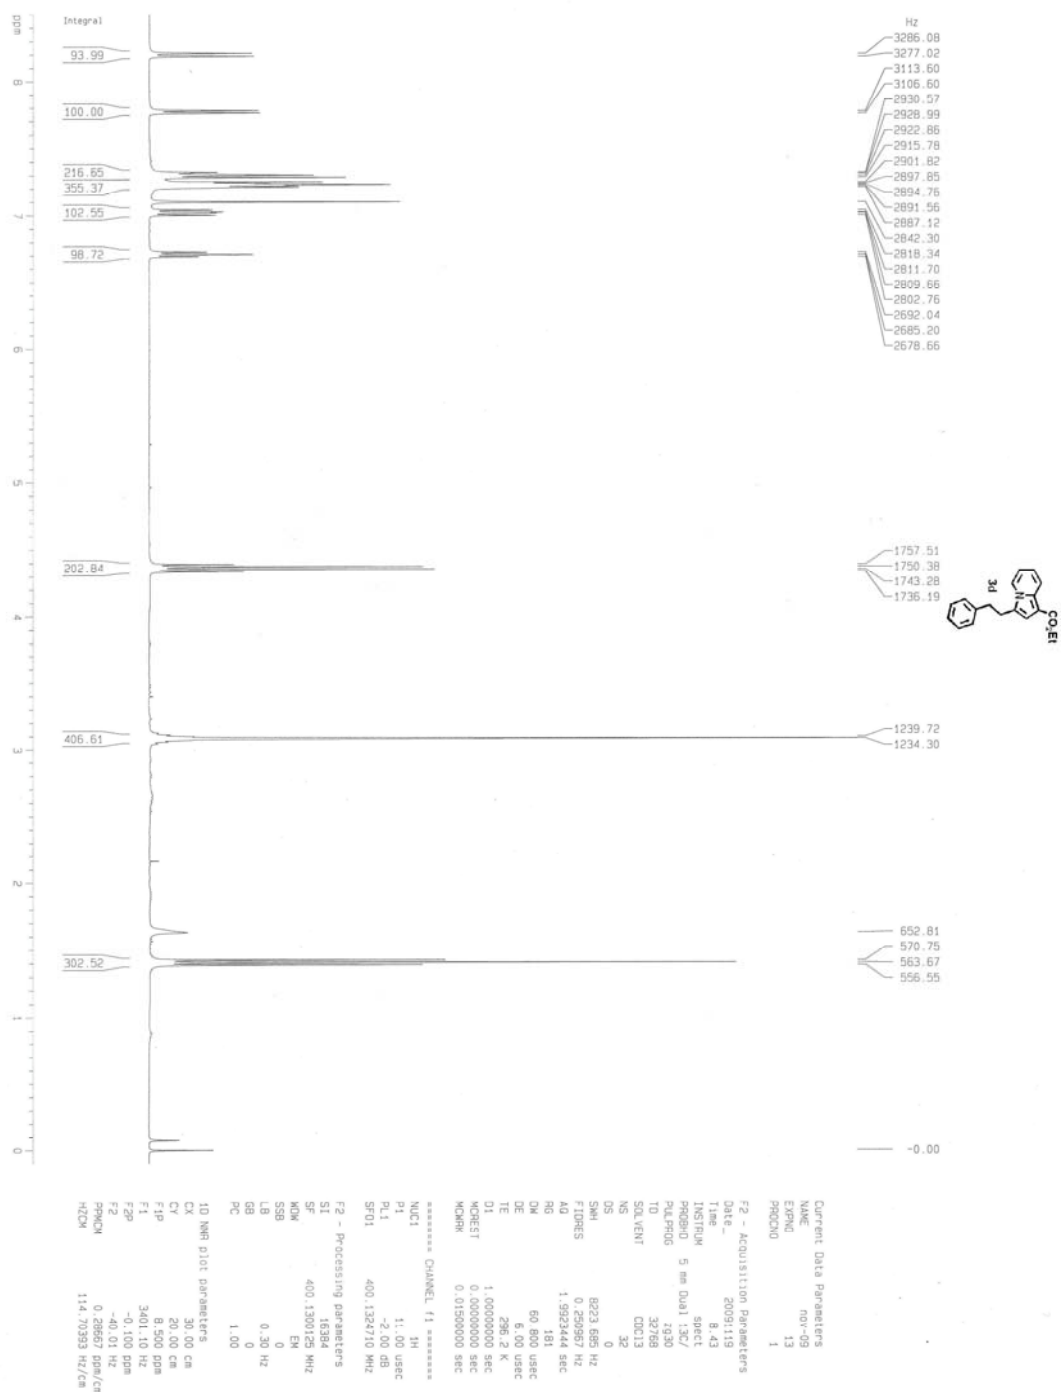 Integral
ppm
93.99
100.00
216.65
355.37
102.55
98.72
202.84
406.61
302.52
8
7
6
5
4
3
2
1
0
Hz
3286.08
3277.02
3113.60
3106.60
2930.57
2928.99
2922.86
2915.78
2901.82
2897.85
2894.76
2891.56
2887.12
2842.30
2818.34
2811.70
2809.66
2802.76
2692.04
2685.20
2678.66
1757.51
1750.38
1743.28
1736.19
1239.72
1234.30
652.81
570.75
563.67
556.55
-0.00
CO2Et
N
3d
Current Data Parameters
NAME nov-09
EXPNO 13
PROCNO 1
F2 - Acquisition Parameters
Date_ 20091119
Time 8.43
INSTRUM spect
PROBHD 5 mm Dual 13C/
PULPROG zg30
TD 32768
SOLVENT CDCl3
NS 32
DS 0
SWH 8223.685 Hz
FIDRES 0.250967 Hz
AQ 1.9923444 sec
RG 181
DW 60.800 usec
DE 6.00 usec
TE 296.2 K
D1 1.00000000 sec
MCREST 0.00000000 sec
MCWRK 0.01500000 sec
======== CHANNEL f1 ========
NUC1 1H
P1 11.00 usec
PL1 -2.00 dB
SFO1 400.1324710 MHz
F2 - Processing parameters
SI 16384
SF 400.1300125 MHz
WDW EM
SSB 0
LB 0.30 Hz
GB 0
PC 1.00
1D NMR plot parameters
CX 30.00 cm
CY 20.00 cm
F1P 8.500 ppm
F1 3401.10 Hz
F2P -0.100 ppm
F2 -40.01 Hz
PPMCM 0.28667 ppm/cm
HZCM 114.70393 Hz/cm